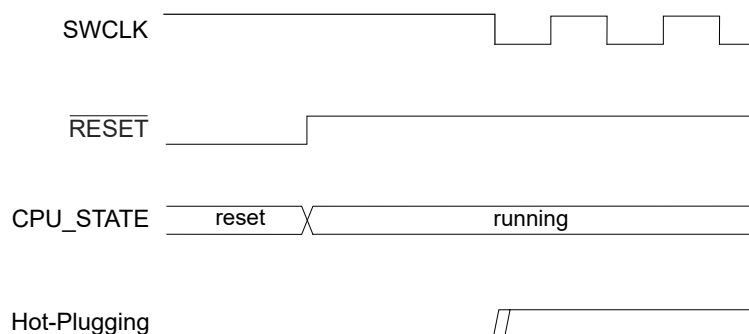 SWCLK
RESET
CPU_STATE reset running
Hot-Plugging